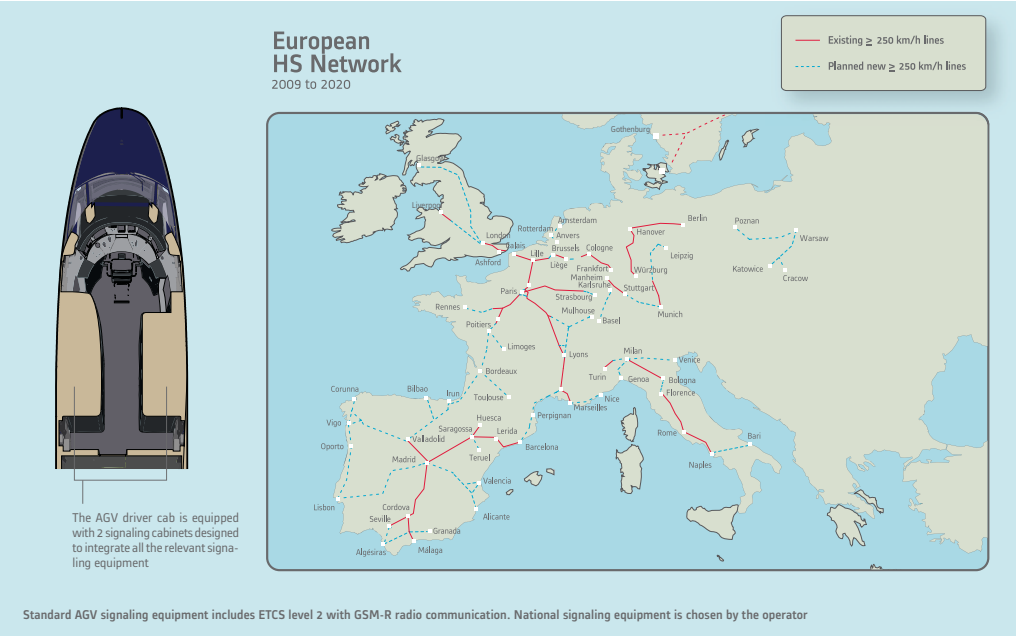 European
HS Network
2009 to 2020
Existing ≥ 250 km/h lines
Planned new ≥ 250 km/h lines
Gothenburg
Glasgow
Liverpool
London
Ashford
Calais
Lille
Amsterdam
Rotterdam
Anvers
Brussels
Liège
Cologne
Hanover
Berlin
Leipzig
Poznan
Warsaw
Katowice
Cracow
Frankfort
Würzburg
Manheim
Karlsruhe
Stuttgart
Paris
Strasbourg
Munich
Rennes
Mulhouse
Basel
Poitiers
Limoges
Lyons
Milan
Venice
Turin
Genoa
Bologna
Bordeaux
Florence
Corunna
Bilbao
Irun
Toulouse
Nice
Marseilles
Huesca
Perpignan
Vigo
Saragossa
Lerida
Rome
Bari
Valladolid
Oporto
Barcelona
Teruel
Madrid
Naples
Valencia
Lisbon
Cordova
Alicante
Seville
Granada
Algésiras
Málaga
The AGV driver cab is equipped
with 2 signaling cabinets designed
to integrate all the relevant signa-
ling equipment
Standard AGV signaling equipment includes ETCS level 2 with GSM-R radio communication. National signaling equipment is chosen by the operator